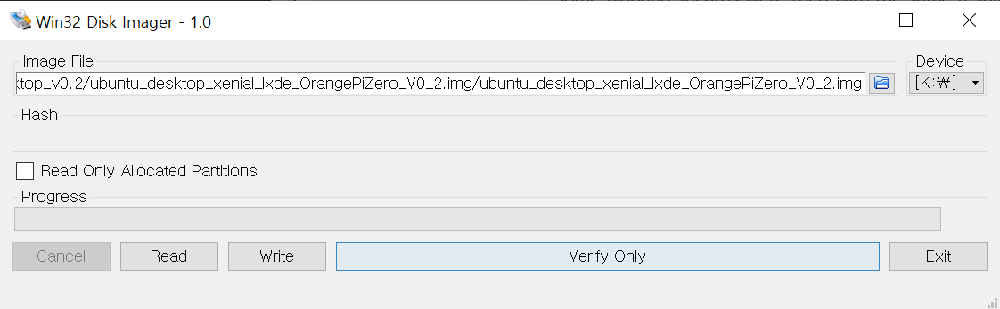 Win32 Disk Imager - 1.0
Image File
Device
top_v0.2/ubuntu_desktop_xenial_lxde_OrangePiZero_V0_2.img/ubuntu_desktop_xenial_lxde_OrangePiZero_V0_2.img
[K:₩]
Hash
Read Only Allocated Partitions
Progress
Cancel
Read
Write
Verify Only
Exit